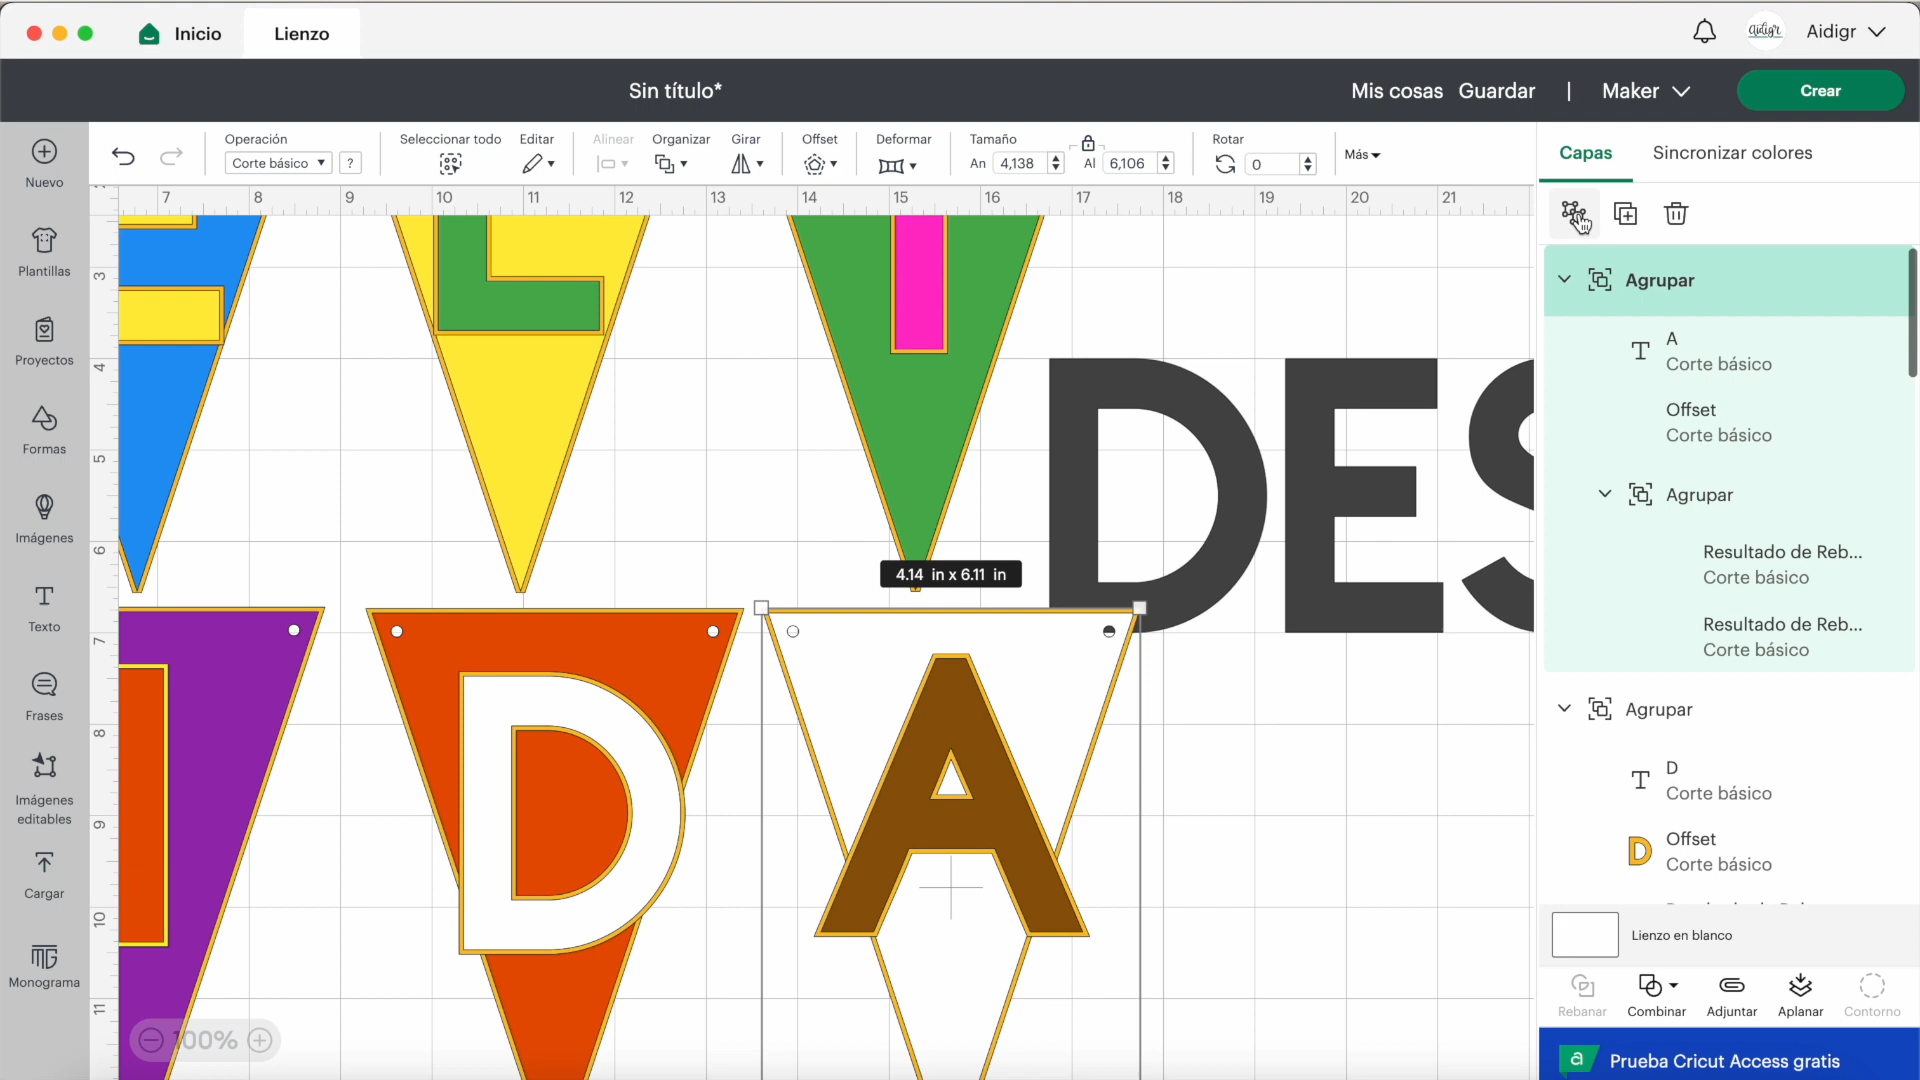 Inicio
Lienzo
aidigr
Aidigr
Sin título*
Mis cosas Guardar | Maker
Crear
Nuevo
Plantillas
Proyectos
Formas
Imágenes
Texto
Frases
Imágenes
editables
Cargar
Monograma
Operación
Corte básico
?
Seleccionar todo
Editar
Alinear
Organizar
Girar
Offset
Deformar
Tamaño
An 4,138
Al 6,106
Rotar
0
Más
7 8 9 10 11 12 13 14 15 16 17 18 19 20 21
3
4
5
6
7
8
9
10
11
DES
4.14 in x 6.11 in
D
A
100%
Capas
Sincronizar colores
Agrupar
A
Corte básico
Offset
Corte básico
Agrupar
Resultado de Reb...
Corte básico
Resultado de Reb...
Corte básico
Agrupar
D
Corte básico
Offset
Corte básico
Lienzo en blanco
Rebanar
Combinar
Adjuntar
Aplanar
Contorno
a
Prueba Cricut Access gratis